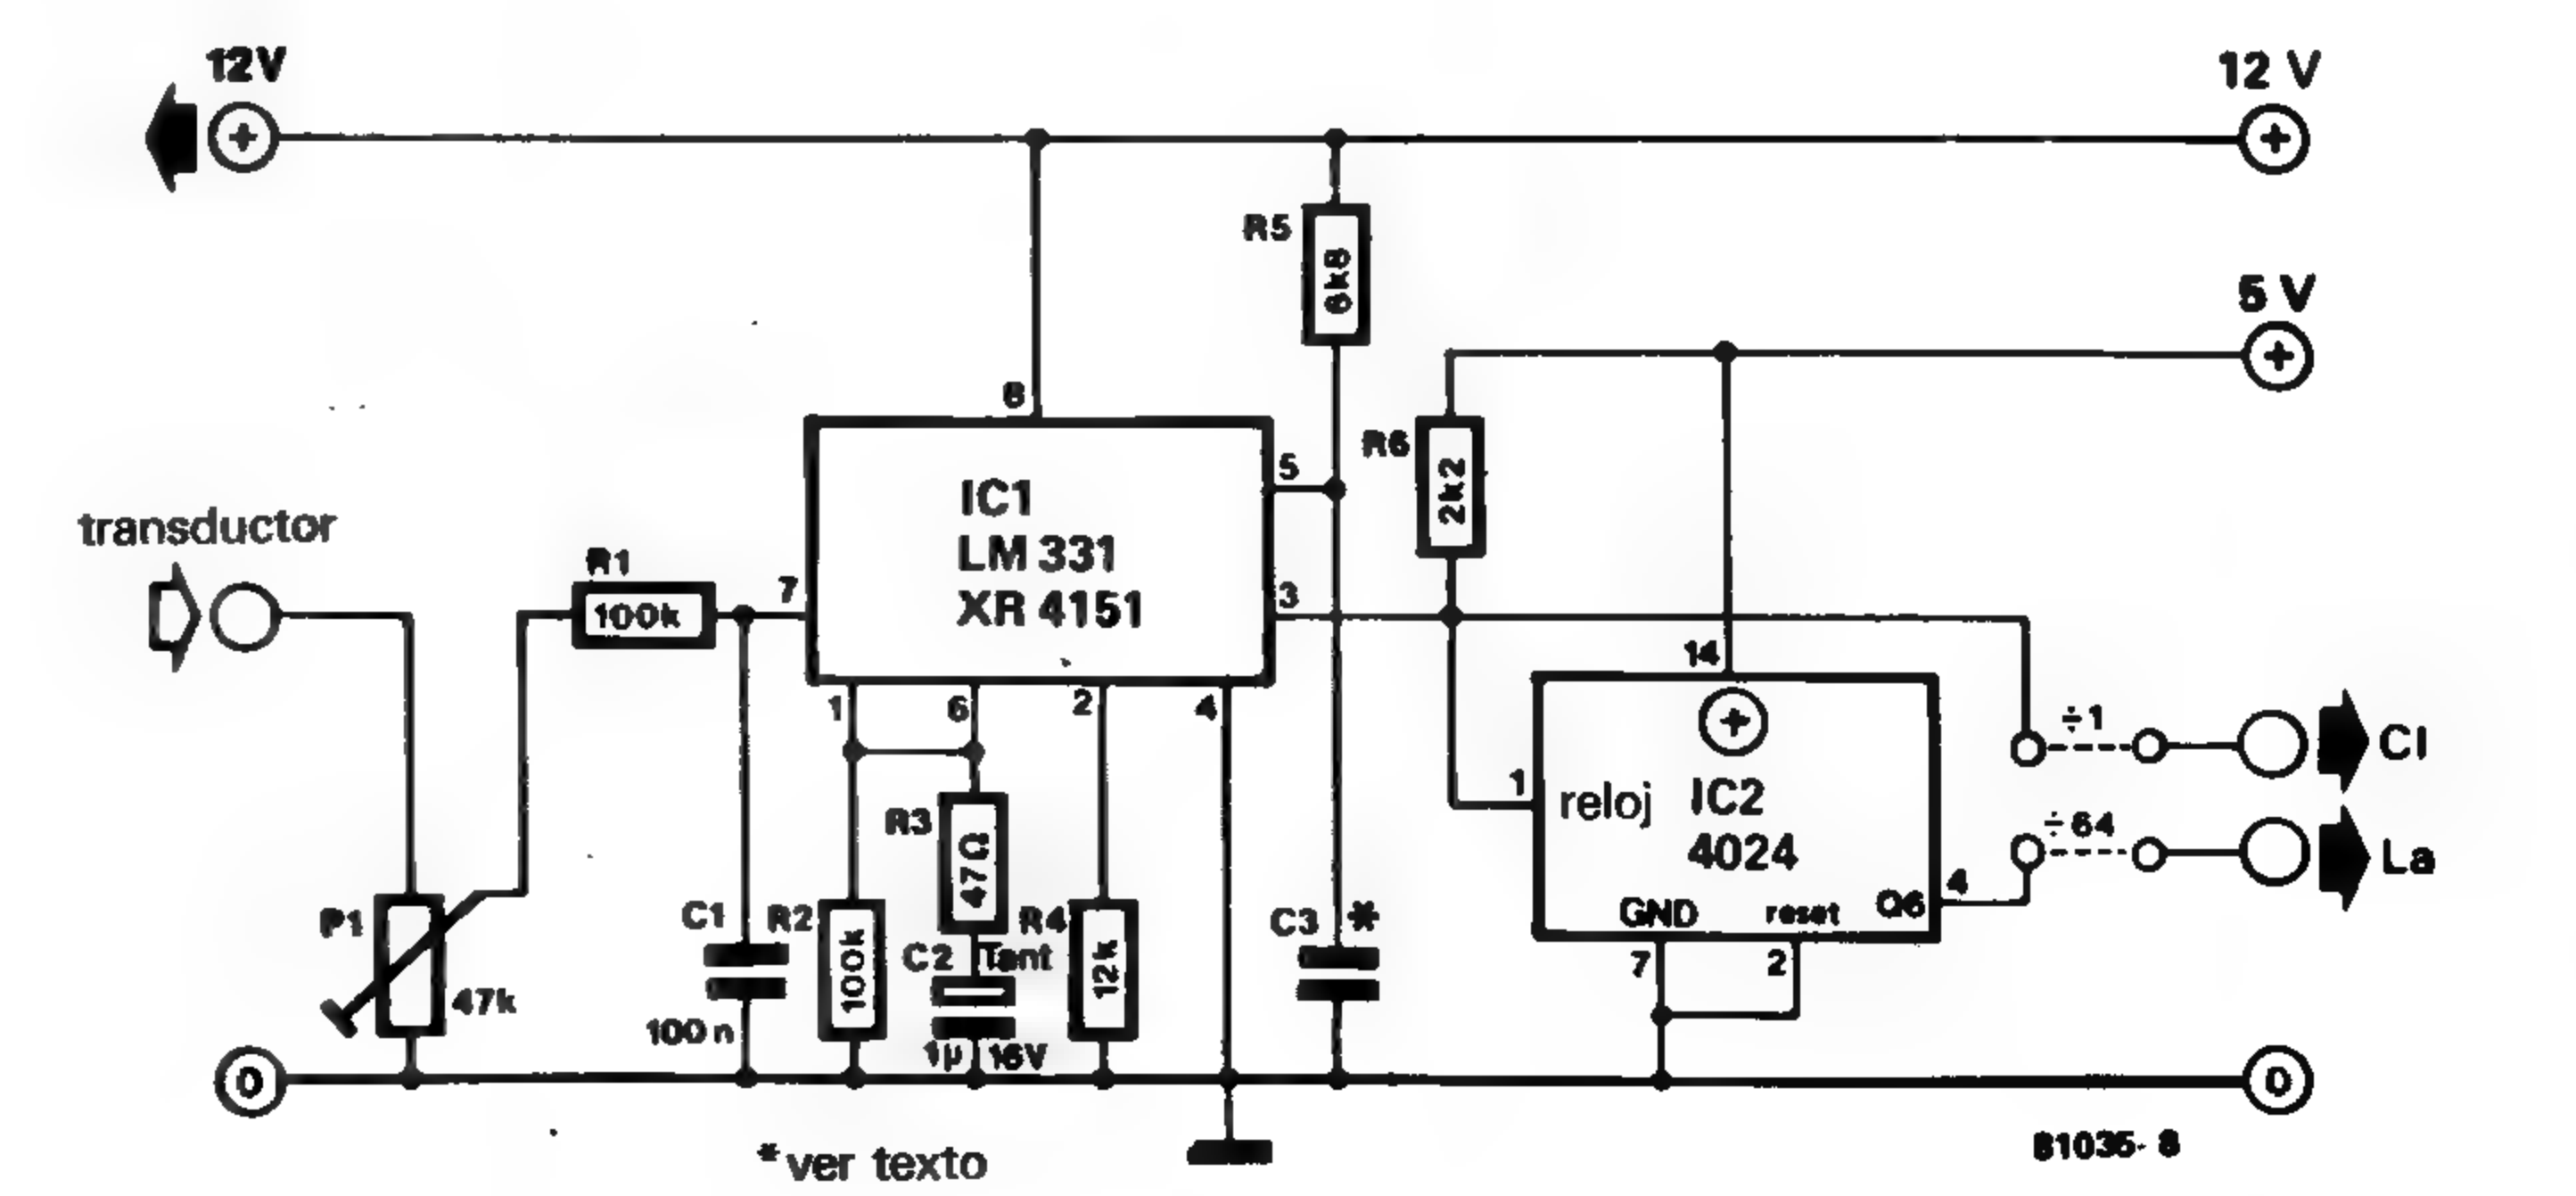 12V
12 V
R5
6k8
5 V
8
R6
2k2
5
IC1
LM 331
XR 4151
transductor
R1
100k
7
3
14
÷1
Cl
1
6
2
4
1
reloj
IC2
4024
÷64
La
R3
47Ω
P1
47k
C1
100 n
R2
100k
C2
Tant
1µ 16V
R4
12k
C3 *
GND
reset
Q6
4
7
2
0
0
*ver texto
81035-8